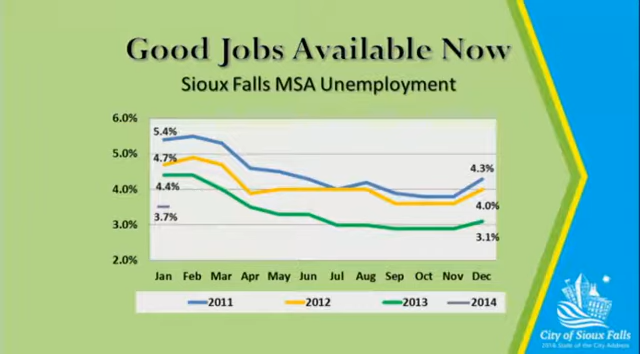 Good Jobs Available Now
Sioux Falls MSA Unemployment
6.0%
5.0%
4.0%
3.0%
2.0%
5.4%
4.7%
4.4%
3.7%
4.3%
4.0%
3.1%
Jan Feb Mar Apr May Jun Jul Aug Sep Oct Nov Dec
2011 2012 2013 2014
City of Sioux Falls
2014 State of the City Address